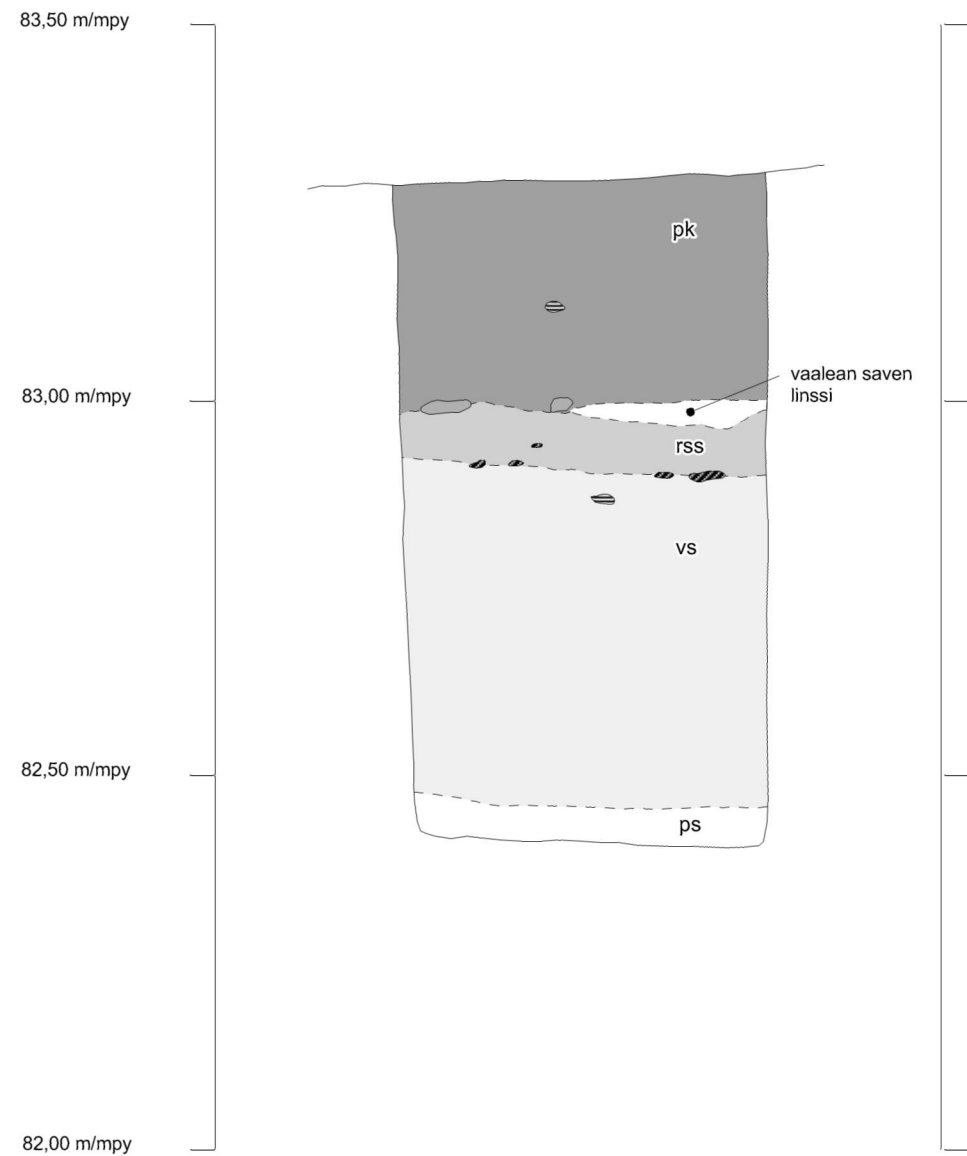 83,50 m/mpy
pk
vaalean saven
linssi
83,00 m/mpy
rss
vs
82,50 m/mpy
ps
82,00 m/mpy